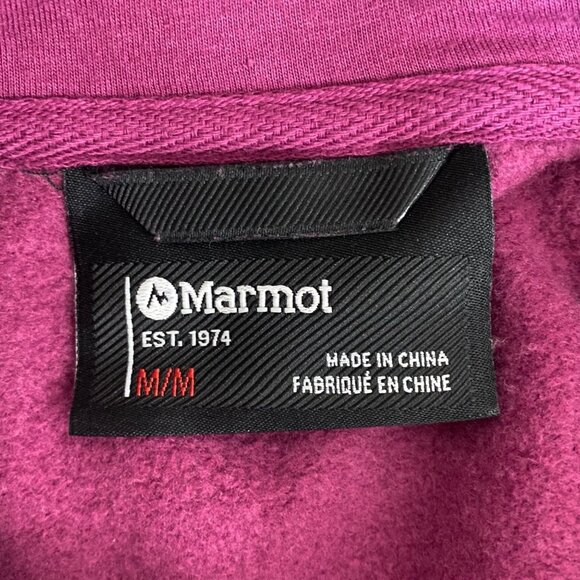 Marmot
EST. 1974
M/M
MADE IN CHINA
FABRIQUÉ EN CHINE